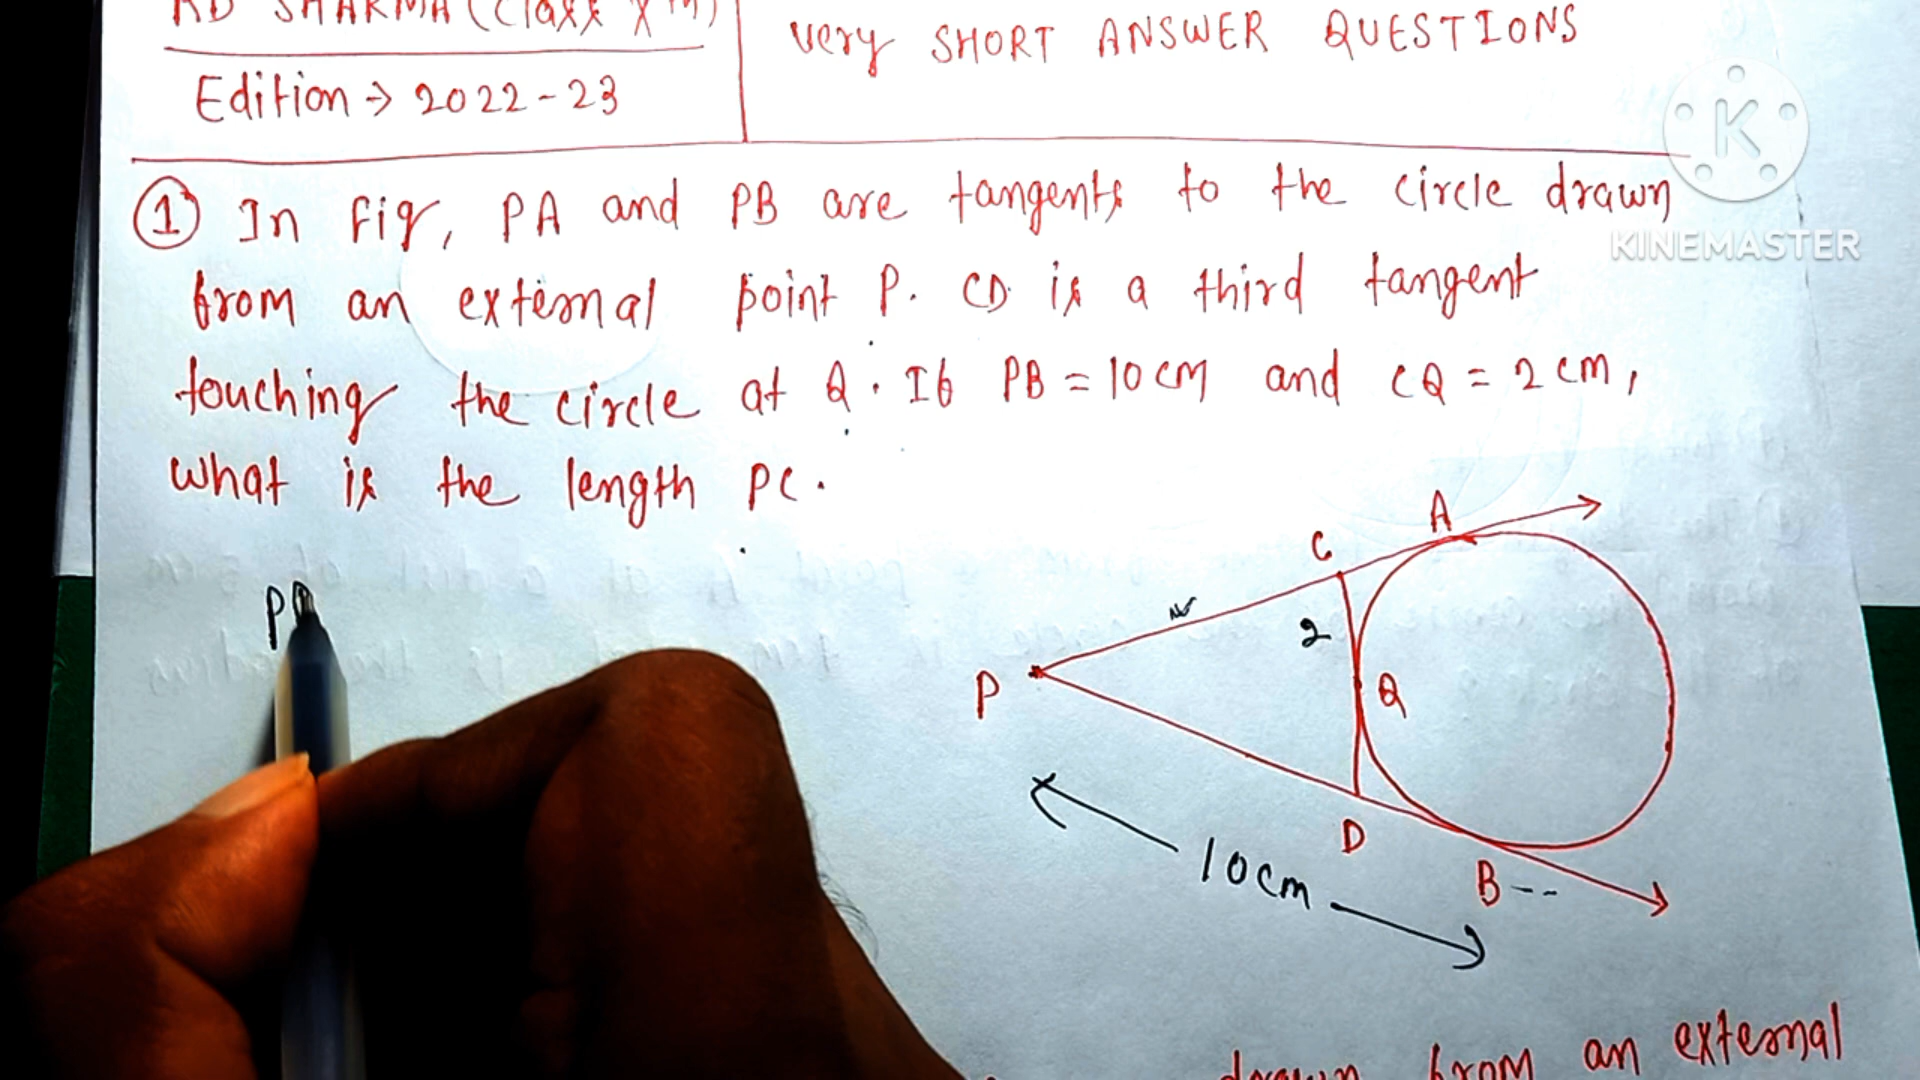 RD SHARMA (Class X th)
Edition → 2022-23
Very SHORT ANSWER QUESTIONS
K
KINEMASTER
① In fig, PA and PB are tangents to the circle drawn
from an external point P. CD is a third tangent
touching the circle at Q. If PB = 10 cm and CQ = 2 cm,
what is the length PC.
A
C
2
P
Q
D
10 cm
B --
drawn from an external